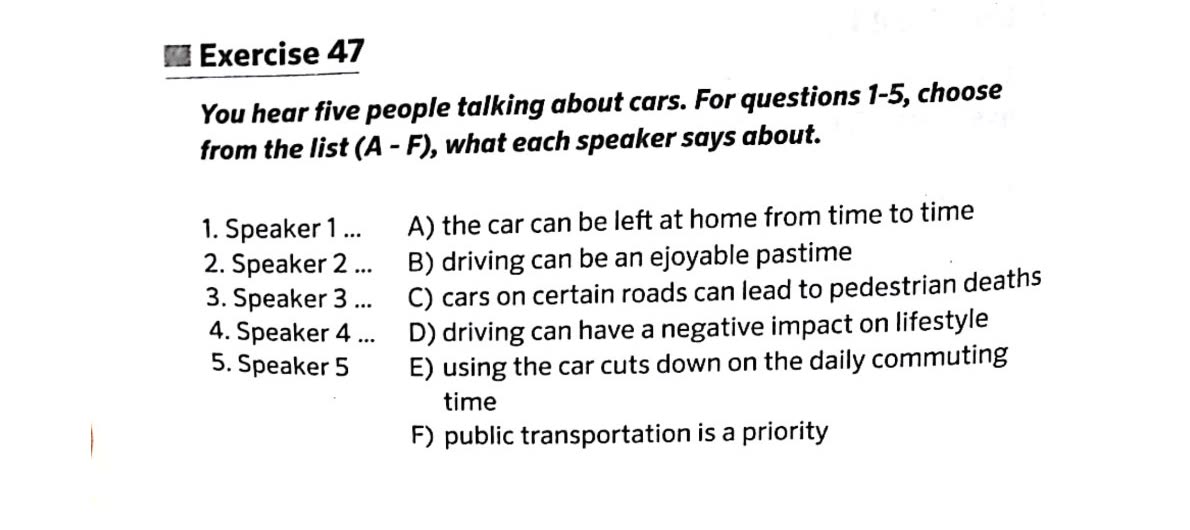 Exercise 47
You hear five people talking about cars. For questions 1-5, choose
from the list (A - F), what each speaker says about.
1. Speaker 1 ...
2. Speaker 2 ...
3. Speaker 3 ...
4. Speaker 4 ...
5. Speaker 5
A) the car can be left at home from time to time
B) driving can be an ejoyable pastime
C) cars on certain roads can lead to pedestrian deaths
D) driving can have a negative impact on lifestyle
E) using the car cuts down on the daily commuting
time
F) public transportation is a priority